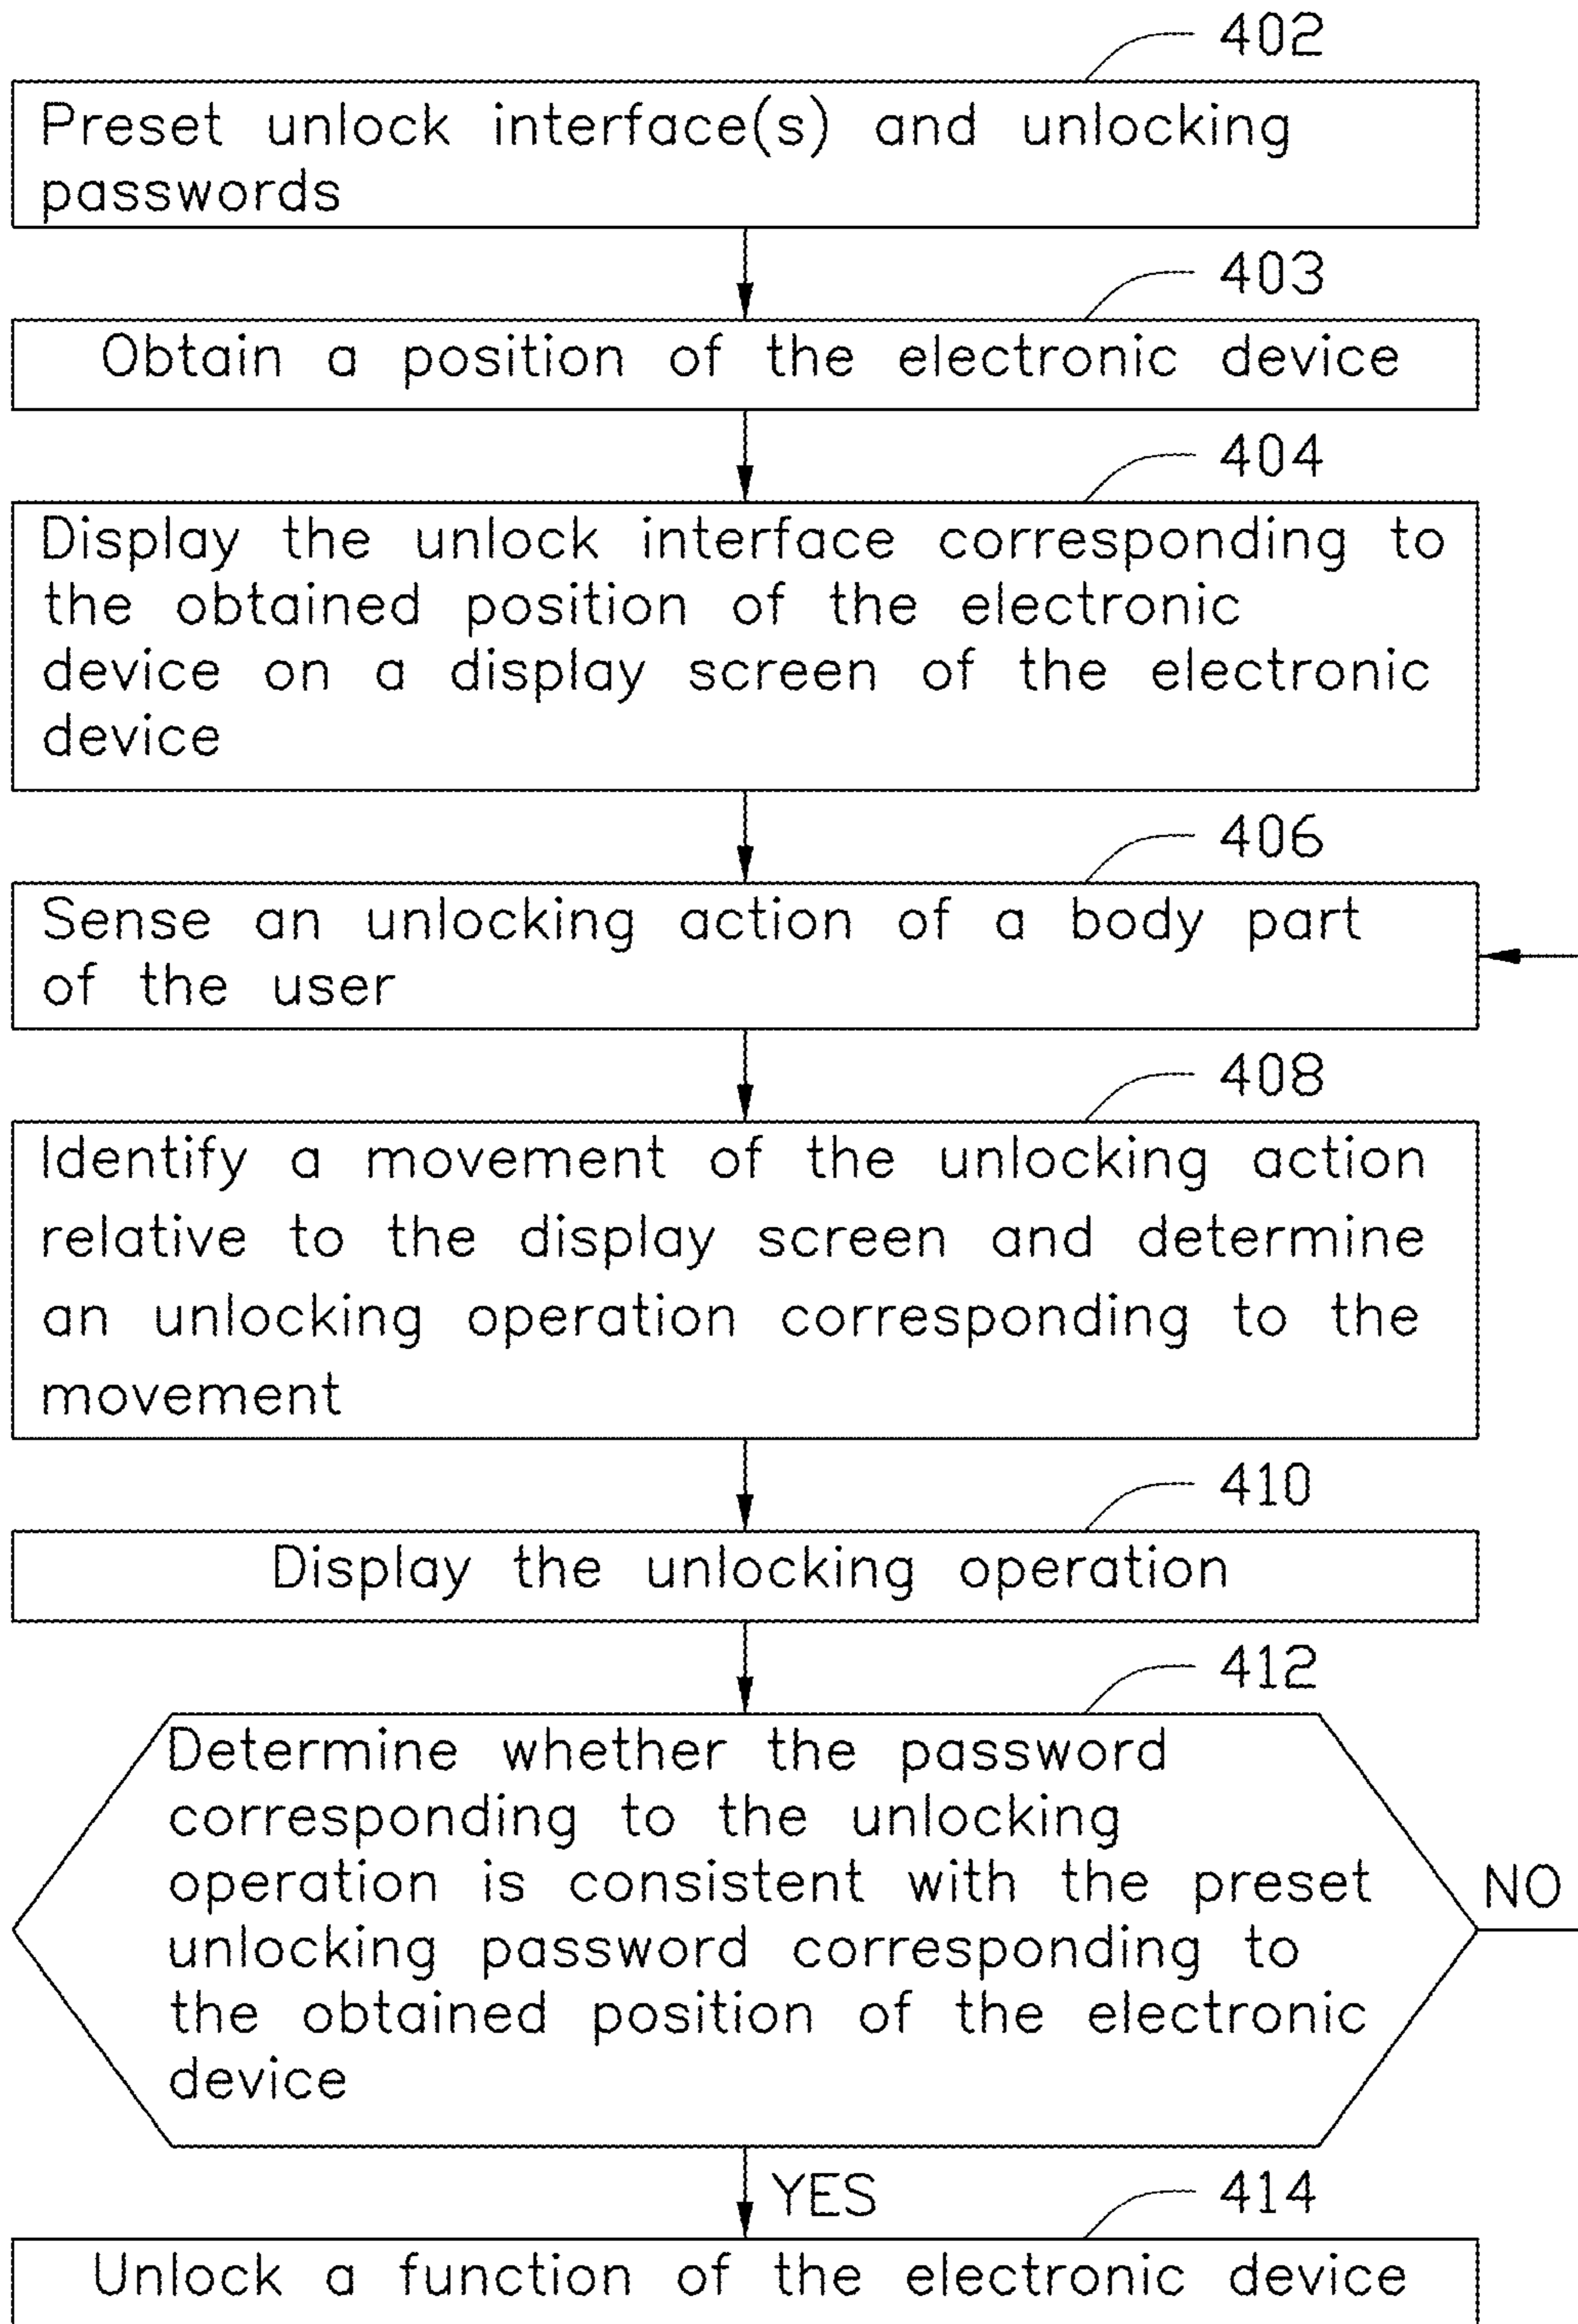 402
Preset unlock interface(s) and unlocking
passwords
403
Obtain a position of the electronic device
404
Display the unlock interface corresponding to
the obtained position of the electronic
device on a display screen of the electronic
device
406
Sense an unlocking action of a body part
of the user
408
Identify a movement of the unlocking action
relative to the display screen and determine
an unlocking operation corresponding to the
movement
410
Display the unlocking operation
412
Determine whether the password
corresponding to the unlocking
operation is consistent with the preset
unlocking password corresponding to
the obtained position of the electronic
device
NO
YES
414
Unlock a function of the electronic device